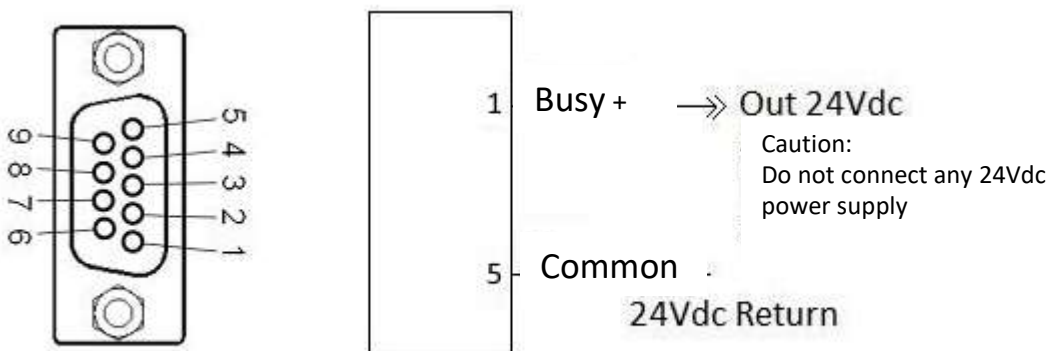 5
4
3
2
1
9
8
7
6
1 Busy + Out 24Vdc
Caution:
Do not connect any 24Vdc
power supply
5 Common
24Vdc Return